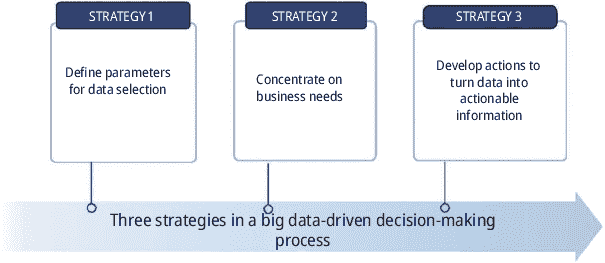 STRATEGY 1
Define parameters
for data selection
STRATEGY 2
Concentrate on
business needs
STRATEGY 3
Develop actions to
turn data into
actionable
information
Three strategies in a big data-driven decision-making
process